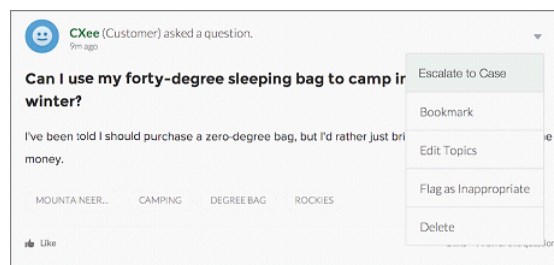 CXee (Customer) asked a question.
9m ago
Can I use my forty-degree sleeping bag to camp in
winter?
I've been told I should purchase a zero-degree bag, but I'd rather just
money.
MOUNTA NEER... CAMPING DEGREE BAG ROCKIES
Like
Escalate to Case
Bookmark
Edit Topics
Flag as Inappropriate
Delete